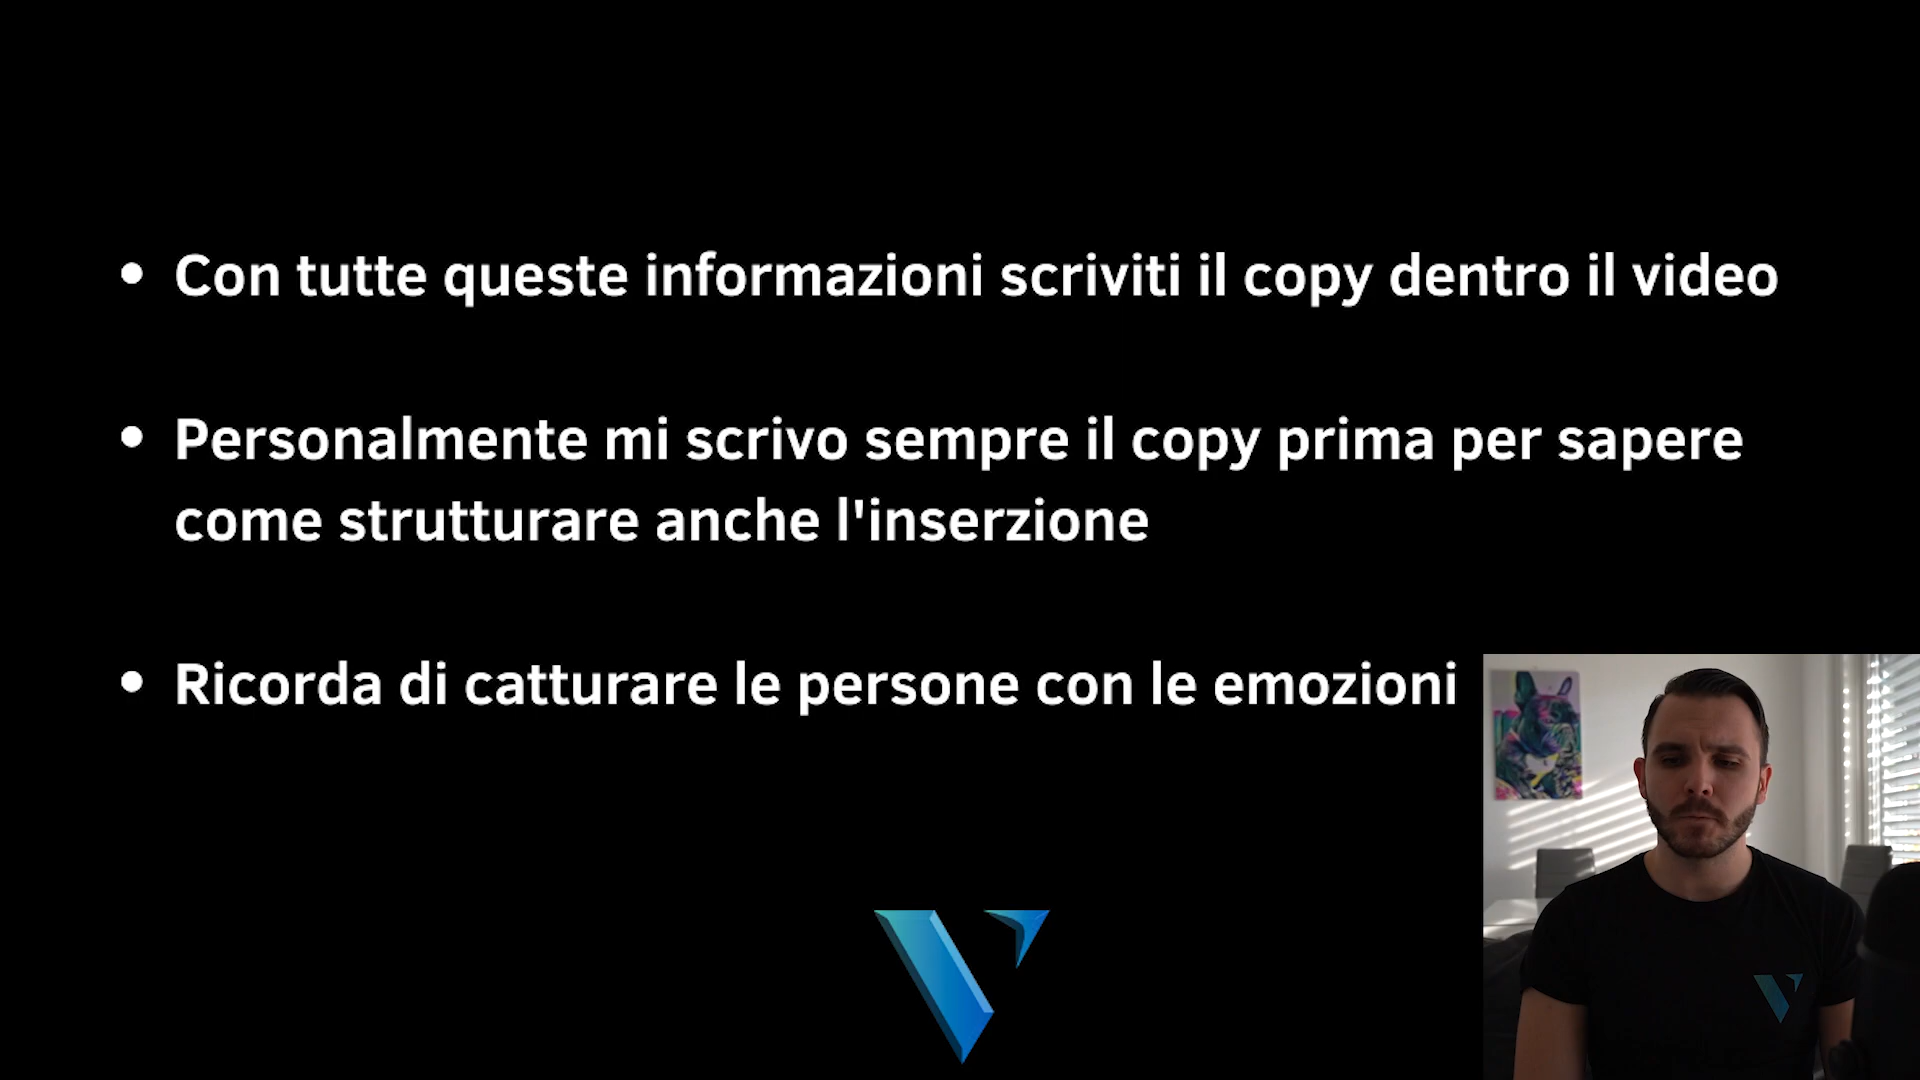 • Con tutte queste informazioni scriviti il copy dentro il video
• Personalmente mi scrivo sempre il copy prima per sapere
come strutturare anche l'inserzione
• Ricorda di catturare le persone con le emozioni